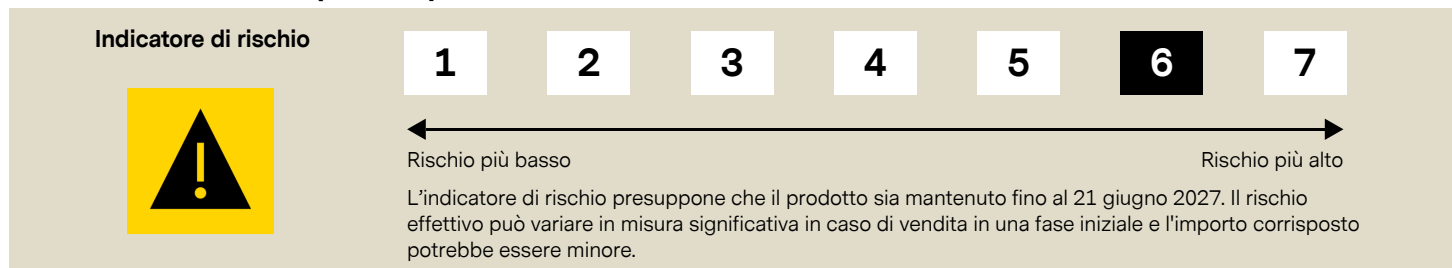 Indicatore di rischio
1 2 3 4 5 6 7
Rischio più basso Rischio più alto
L’indicatore di rischio presuppone che il prodotto sia mantenuto fino al 21 giugno 2027. Il rischio
effettivo può variare in misura significativa in caso di vendita in una fase iniziale e l'importo corrisposto
potrebbe essere minore.